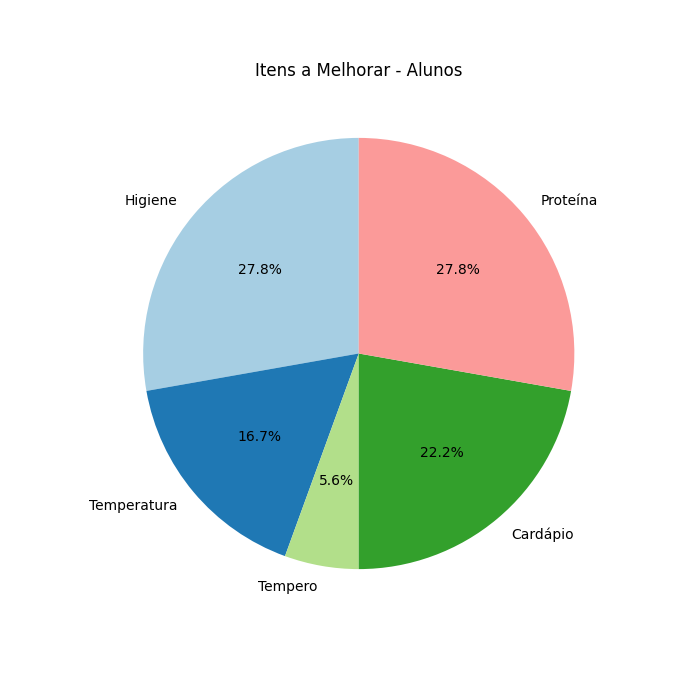 Itens a Melhorar - Alunos
Higiene
Proteína
27.8%
27.8%
16.7%
22.2%
5.6%
Temperatura
Cardápio
Tempero